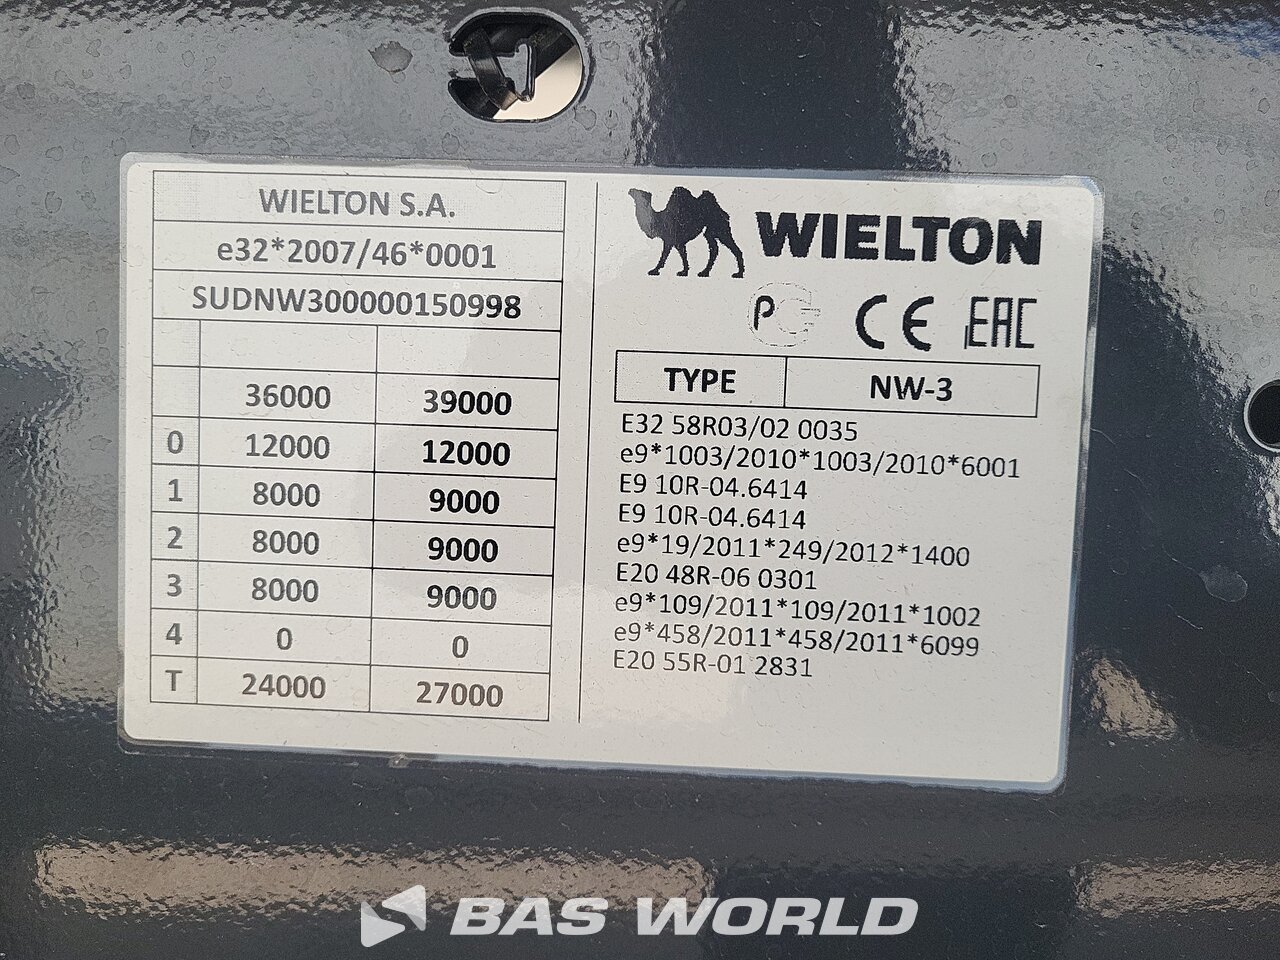 WIELTON S.A.
e32*2007/46*0001
SUDNW300000150998
36000 39000
0 12000 12000
1 8000 9000
2 8000 9000
3 8000 9000
4 0 0
T 24000 27000
WIELTON
PG CE EAC
TYPE NW-3
E32 58R03/02 0035
e9*1003/2010*1003/2010*6001
E9 10R-04.6414
E9 10R-04.6414
e9*19/2011*249/2012*1400
E20 48R-06 0301
e9*109/2011*109/2011*1002
e9*458/2011*458/2011*6099
E20 55R-01 2831
BAS WORLD